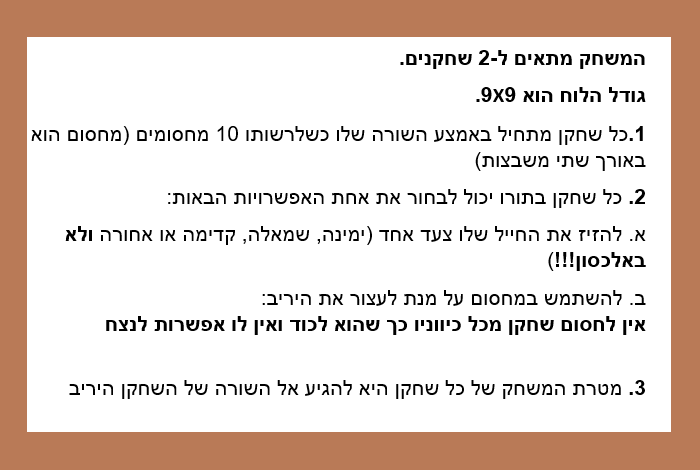 המשחק מתאים ל-2 שחקנים.
גודל הלוח הוא 9X9.
1.כל שחקן מתחיל באמצע השורה שלו כשלרשותו 10 מחסומים (מחסום הוא
באורך שתי משבצות)
2. כל שחקן בתורו יכול לבחור את אחת האפשרויות הבאות:
א. להזיז את החייל שלו צעד אחד (ימינה, שמאלה, קדימה או אחורה ולא
באלכסון!!!)
ב. להשתמש במחסום על מנת לעצור את היריב:
אין לחסום שחקן מכל כיווניו כך שהוא לכוד ואין לו אפשרות לנצח
3. מטרת המשחק של כל שחקן היא להגיע אל השורה של השחקן היריב